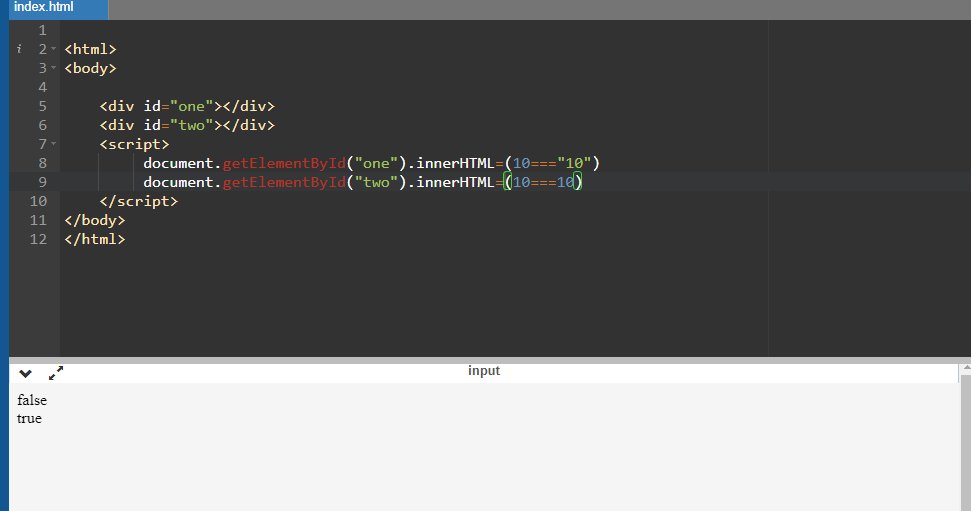 index.html
1
i 2 <html>
3 <body>
4
5 <div id="one"></div>
6 <div id="two"></div>
7 <script>
8 document.getElementById("one").innerHTML=(10==="10")
9 document.getElementById("two").innerHTML=(10===10)
10 </script>
11 </body>
12 </html>
input
false
true